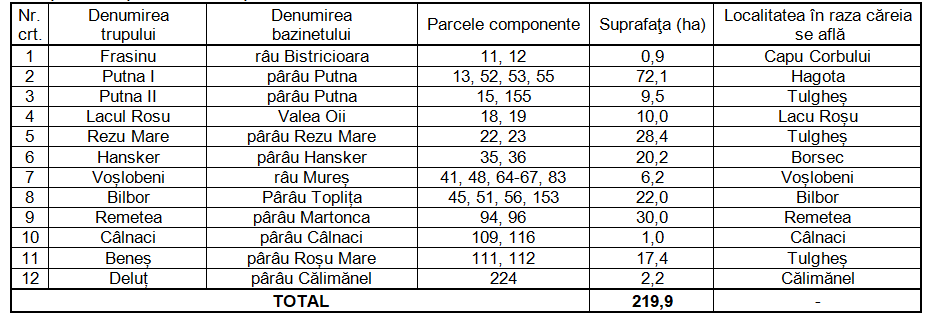 Nr. crt. Denumirea trupului Denumirea bazinetului Parcele componente Suprafaţa (ha) Localitatea în raza căreia se află
1 Frasinu râu Bistricioara 11, 12 0,9 Capu Corbului
2 Putna I pârâu Putna 13, 52, 53, 55 72,1 Hagota
3 Putna II pârâu Putna 15, 155 9,5 Tulgheș
4 Lacul Rosu Valea Oii 18, 19 10,0 Lacu Roșu
5 Rezu Mare pârâu Rezu Mare 22, 23 28,4 Tulgheș
6 Hansker pârâu Hansker 35, 36 20,2 Borsec
7 Voșlobeni râu Mureș 41, 48, 64-67, 83 6,2 Voșlobeni
8 Bilbor Pârâu Toplița 45, 51, 56, 153 22,0 Bilbor
9 Remetea pârâu Martonca 94, 96 30,0 Remetea
10 Câlnaci pârâu Câlnaci 109, 116 1,0 Câlnaci
11 Beneș pârâu Roșu Mare 111, 112 17,4 Tulgheș
12 Deluț pârâu Călimănel 224 2,2 Călimănel
TOTAL 219,9 -